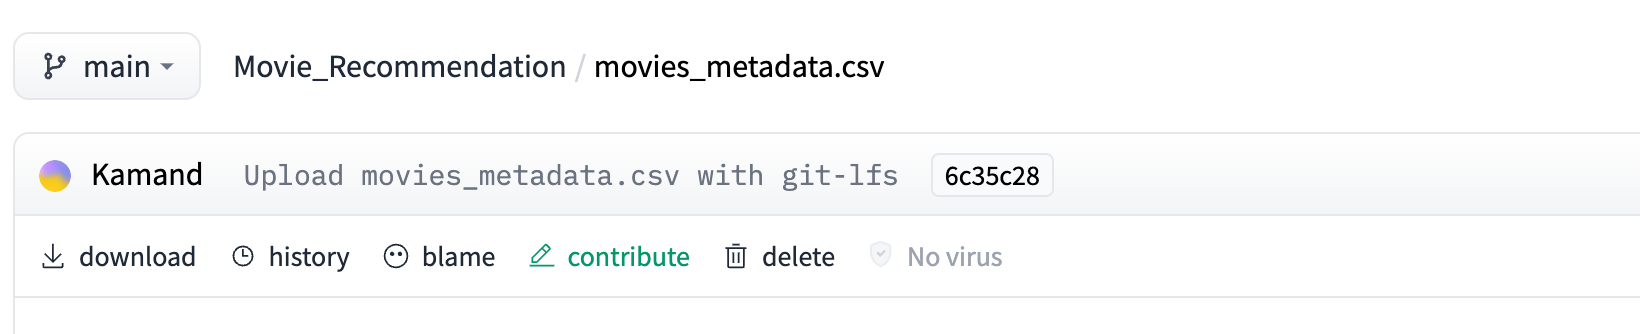 main Movie_Recommendation / movies_metadata.csv
Kamand Upload movies_metadata.csv with git-lfs 6c35c28
download history blame contribute delete No virus